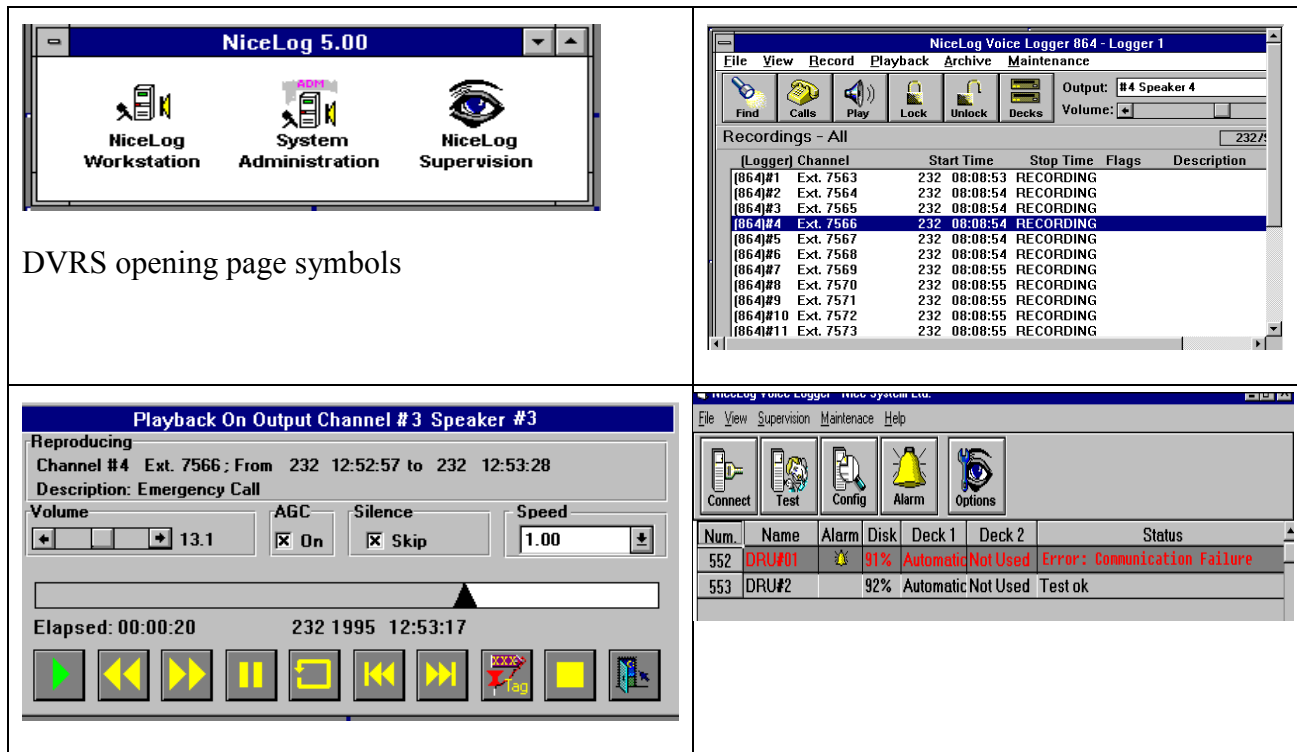 NiceLog 5.00
ADM
NiceLog Workstation
System Administration
NiceLog Supervision
DVRS opening page symbols
NiceLog Voice Logger 864 - Logger 1
File View Record Playback Archive Maintenance
Find Calls Play Lock Unlock Decks
Output: #4 Speaker 4
Volume:
Recordings - All
(Logger) Channel Start Time Stop Time Flags Description
(864)#1 Ext. 7563 232 08:08:53 RECORDING
(864)#2 Ext. 7564 232 08:08:54 RECORDING
(864)#3 Ext. 7565 232 08:08:54 RECORDING
(864)#4 Ext. 7566 232 08:08:54 RECORDING
(864)#5 Ext. 7567 232 08:08:54 RECORDING
(864)#6 Ext. 7568 232 08:08:54 RECORDING
(864)#7 Ext. 7569 232 08:08:55 RECORDING
(864)#8 Ext. 7570 232 08:08:55 RECORDING
(864)#9 Ext. 7571 232 08:08:55 RECORDING
(864)#10 Ext. 7572 232 08:08:55 RECORDING
(864)#11 Ext. 7573 232 08:08:55 RECORDING
Playback On Output Channel #3 Speaker #3
Reproducing
Channel #4 Ext. 7566 ; From 232 12:52:57 to 232 12:53:28
Description: Emergency Call
Volume AGC Silence Speed
13.1 On Skip 1.00
Elapsed: 00:00:20 232 1995 12:53:17
XXX
Tag
NiceLog Voice Logger - Nice System Ltd.
File View Supervision Maintenace Help
Connect Test Config Alarm Options
Num. Name Alarm Disk Deck 1 Deck 2 Status
552 DRU#01 91% Automatic Not Used Error: Communication Failure
553 DRU#2 92% Automatic Not Used Test ok